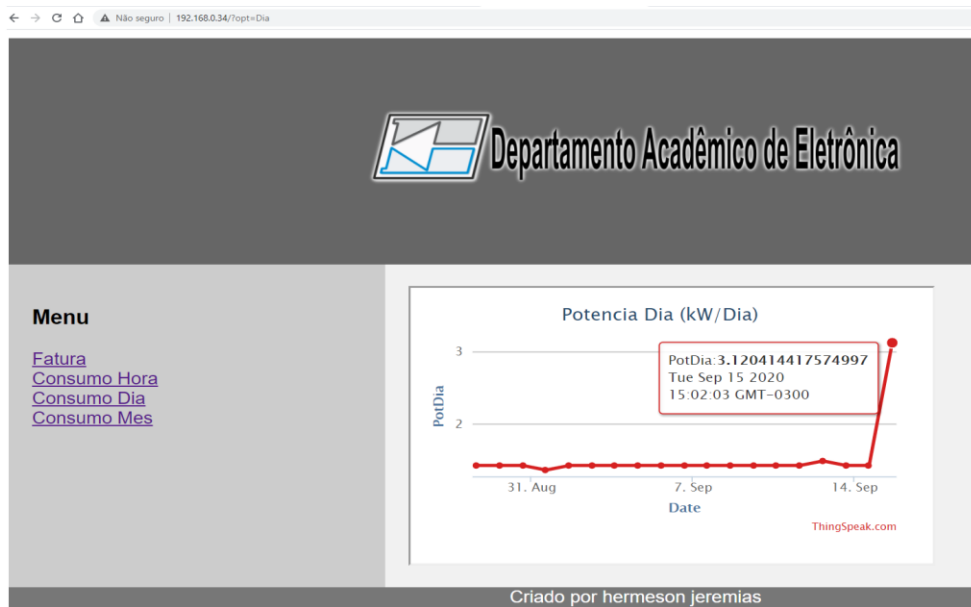 Não seguro | 192.168.0.34/?opt=Dia
Departamento Acadêmico de Eletrônica
Menu
Fatura
Consumo Hora
Consumo Dia
Consumo Mes
Potencia Dia (kW/Dia)
PotDia
3
2
PotDia:3.120414417574997
Tue Sep 15 2020
15:02:03 GMT-0300
31. Aug 7. Sep 14. Sep
Date
ThingSpeak.com
Criado por hermeson jeremias